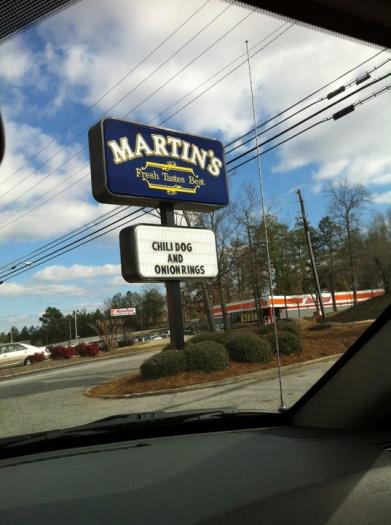 MARTIN'S
Fresh Tastes Best
CHILI DOG
AND
ONION RINGS